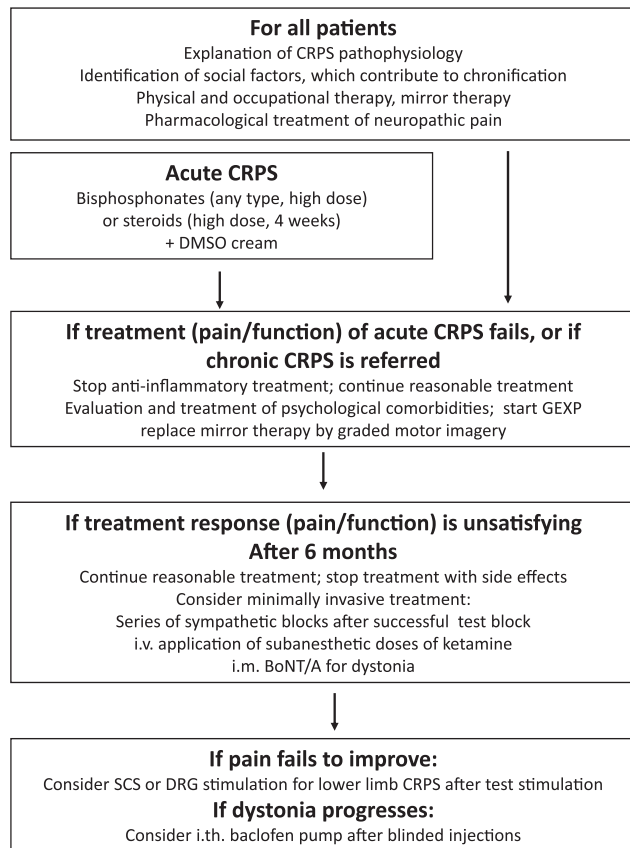 For all patients
Explanation of CRPS pathophysiology
Identification of social factors, which contribute to chronification
Physical and occupational therapy, mirror therapy
Pharmacological treatment of neuropathic pain
Acute CRPS
Bisphosphonates (any type, high dose)
or steroids (high dose, 4 weeks)
+ DMSO cream
If treatment (pain/function) of acute CRPS fails, or if
chronic CRPS is referred
Stop anti-inflammatory treatment; continue reasonable treatment
Evaluation and treatment of psychological comorbidities; start GEXP
replace mirror therapy by graded motor imagery
If treatment response (pain/function) is unsatisfying
After 6 months
Continue reasonable treatment; stop treatment with side effects
Consider minimally invasive treatment:
Series of sympathetic blocks after successful test block
i.v. application of subanesthetic doses of ketamine
i.m. BoNT/A for dystonia
If pain fails to improve:
Consider SCS or DRG stimulation for lower limb CRPS after test stimulation
If dystonia progresses:
Consider i.th. baclofen pump after blinded injections